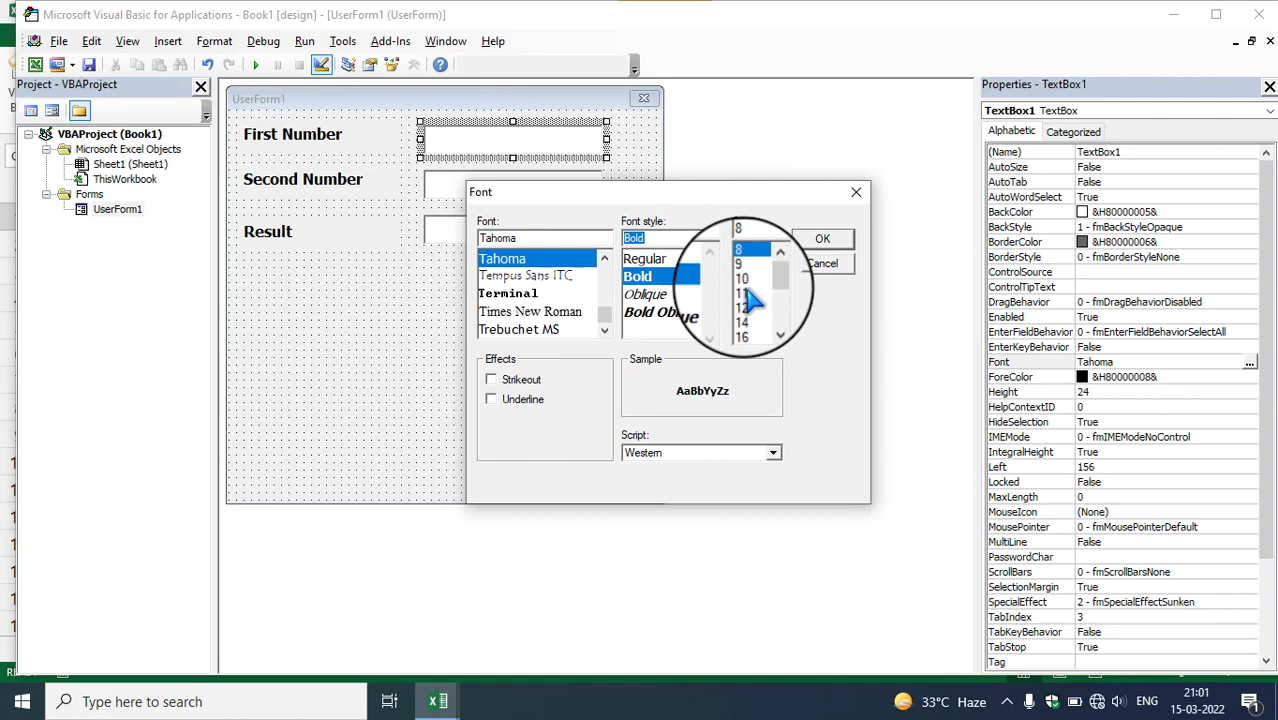 Microsoft Visual Basic for Applications - Book1 [design] - [UserForm1 (UserForm)]
File Edit View Insert Format Debug Run Tools Add-Ins Window Help
Project - VBAProject
VBAProject (Book1)
Microsoft Excel Objects
Sheet1 (Sheet1)
ThisWorkbook
Forms
UserForm1
UserForm1
First Number
Second Number
Result
Font
Font:
Tahoma
Tahoma
Tempus Sans ITC
Terminal
Times New Roman
Trebuchet MS
Font style:
Bold
Regular
Bold
Oblique
Bold Oblique
8
8
9
10
11
12
14
16
OK
Cancel
Effects
Strikeout
Underline
Sample
AaBbYyZz
Script:
Western
Properties - TextBox1
TextBox1 TextBox
Alphabetic Categorized
(Name) TextBox1
AutoSize False
AutoTab False
AutoWordSelect True
BackColor &H80000005&
BackStyle 1 - fmBackStyleOpaque
BorderColor &H80000006&
BorderStyle 0 - fmBorderStyleNone
ControlSource
ControlTipText
DragBehavior 0 - fmDragBehaviorDisabled
Enabled True
EnterFieldBehavior 0 - fmEnterFieldBehaviorSelectAll
EnterKeyBehavior False
Font Tahoma ...
ForeColor &H80000008&
Height 24
HelpContextID 0
HideSelection True
IMEMode 0 - fmIMEModeNoControl
IntegralHeight True
Left 156
Locked False
MaxLength 0
MouseIcon (None)
MousePointer 0 - fmMousePointerDefault
MultiLine False
PasswordChar
ScrollBars 0 - fmScrollBarsNone
SelectionMargin True
SpecialEffect 2 - fmSpecialEffectSunken
TabIndex 3
TabKeyBehavior False
TabStop True
Tag
Type here to search
33°C Haze
ENG
21:01
15-03-2022
1